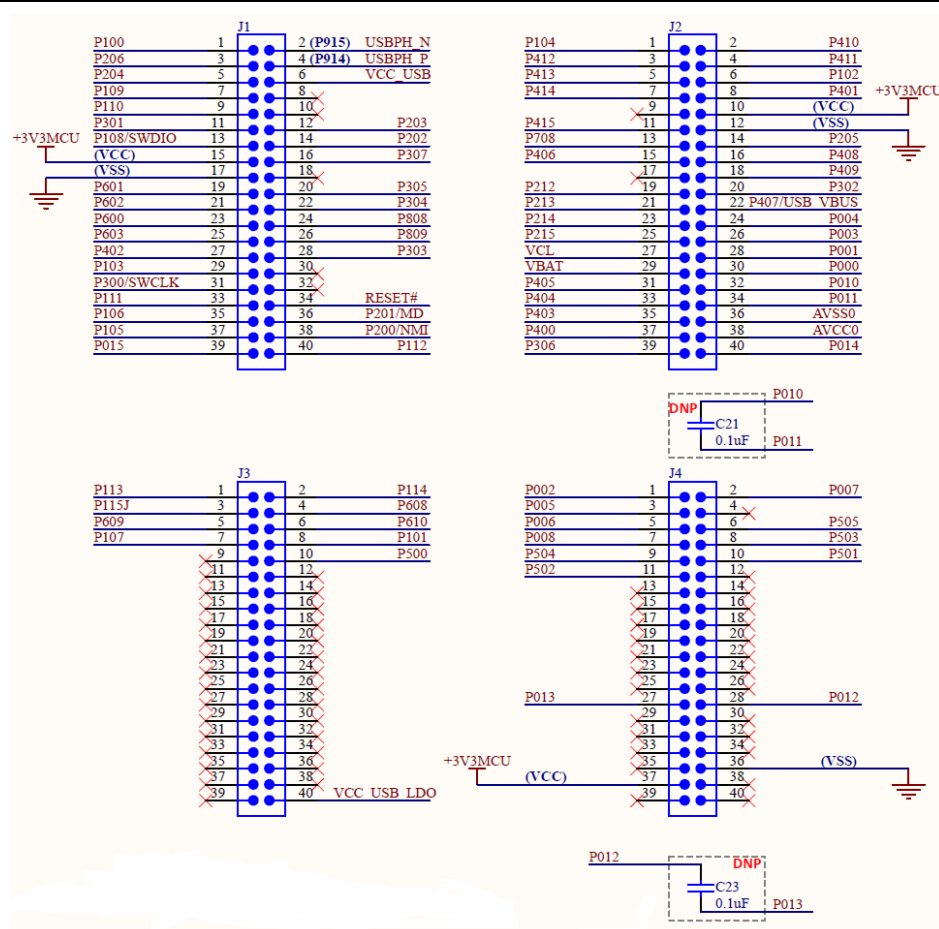 J1 J2
P100 1 2 (P915) USBPH_N P104 1 2 P410
P206 3 4 (P914) USBPH_P P412 3 4 P411
P204 5 6 VCC_USB P413 5 6 P102
P109 7 8 P414 7 8 P401 +3V3MCU
P110 9 10 9 10 (VCC)
P301 11 12 P203 P415 11 12 (VSS)
+3V3MCU P108/SWDIO 13 14 P202 P708 13 14 P205
(VCC) 15 16 P307 P406 15 16 P408
(VSS) 17 18 17 18 P409
P601 19 20 P305 P212 19 20 P302
P602 21 22 P304 P213 21 22 P407/USB_VBUS
P600 23 24 P808 P214 23 24 P004
P603 25 26 P809 P215 25 26 P003
P402 27 28 P303 VCL 27 28 P001
P103 29 30 VBAT 29 30 P000
P300/SWCLK 31 32 P405 31 32 P010
P111 33 34 RESET# P404 33 34 P011
P106 35 36 P201/MD P403 35 36 AVSS0
P105 37 38 P200/NMI P400 37 38 AVCC0
P015 39 40 P112 P306 39 40 P014
P010
DNP
C21
0.1uF P011
J3 J4
P113 1 2 P114 P002 1 2 P007
P115J 3 4 P608 P005 3 4
P609 5 6 P610 P006 5 6 P505
P107 7 8 P101 P008 7 8 P503
9 10 P500 P504 9 10 P501
11 12 P502 11 12
13 14 13 14
15 16 15 16
17 18 17 18
19 20 19 20
21 22 21 22
23 24 23 24
25 26 25 26
27 28 P013 27 28 P012
29 30 29 30
31 32 31 32
33 34 33 34
35 36 +3V3MCU 35 36 (VSS)
37 38 (VCC) 37 38
39 40 VCC_USB_LDO 39 40
P012 DNP
C23
0.1uF P013